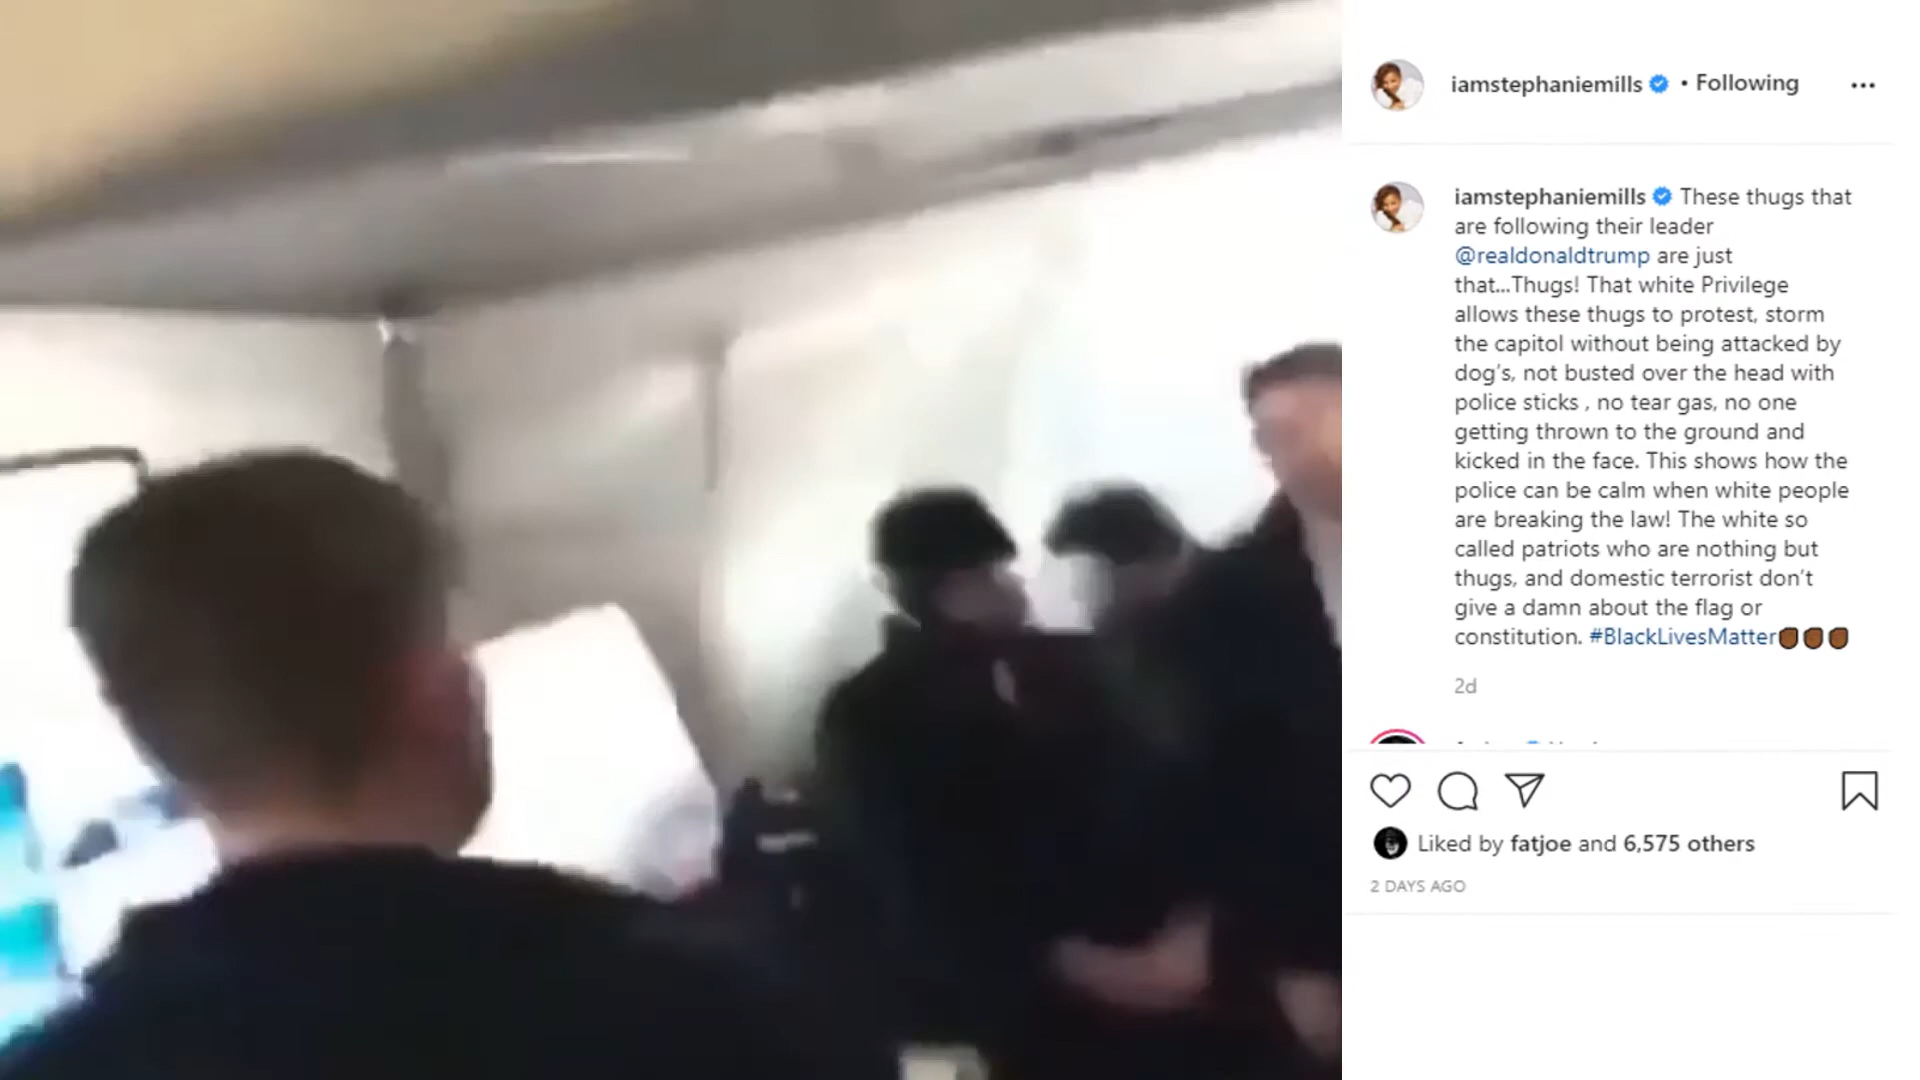 iamstephaniemills • Following
iamstephaniemills These thugs that
are following their leader
@realdonaldtrump are just
that...Thugs! That white Privilege
allows these thugs to protest, storm
the capitol without being attacked by
dog's, not busted over the head with
police sticks , no tear gas, no one
getting thrown to the ground and
kicked in the face. This shows how the
police can be calm when white people
are breaking the law! The white so
called patriots who are nothing but
thugs, and domestic terrorist don't
give a damn about the flag or
constitution. #BlackLivesMatter
2d
Liked by fatjoe and 6,575 others
2 DAYS AGO